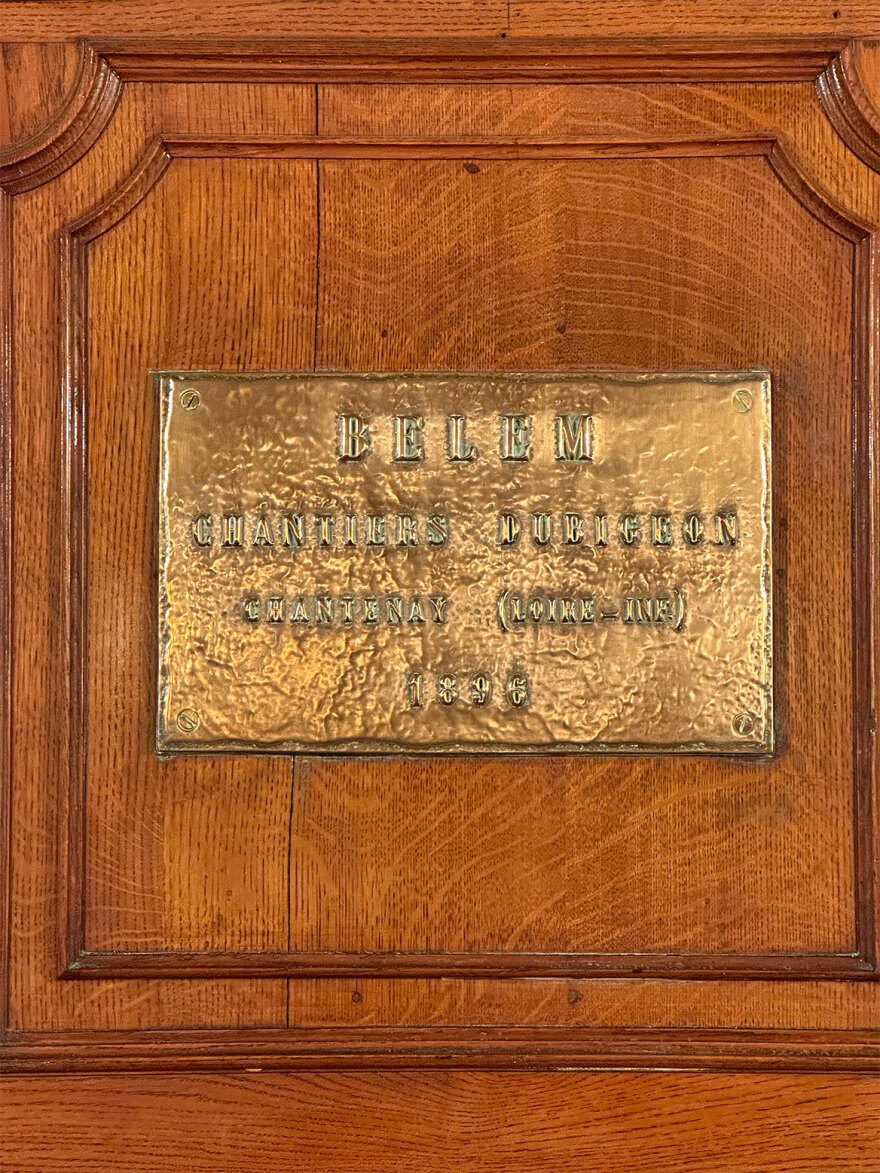 BELEM
CHANTIERS DUBIGEON
CHANTENAY (LOIRE-INF.)
1896